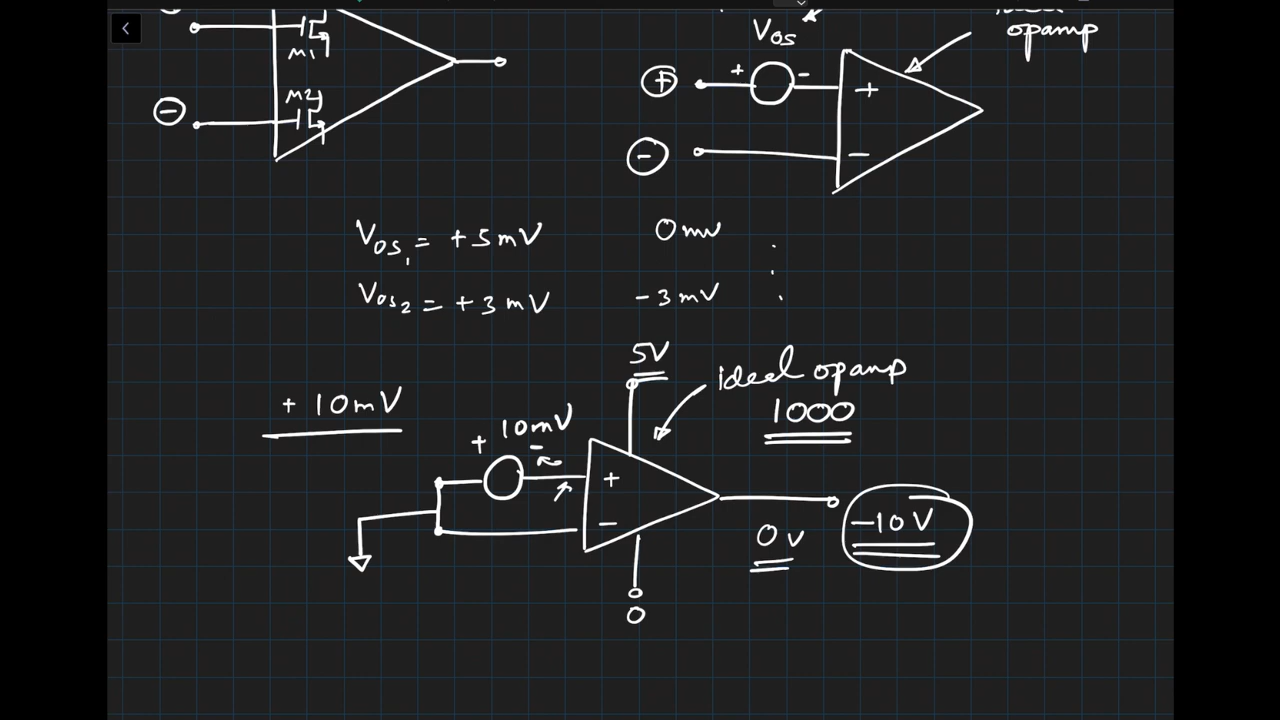 M1
M2
⊖
Vos
opamp
⊕
+ -
+
⊖
-
Vos1 = +5mV 0mv
Vos2 = +3mV -3mV
5V
ideal opamp
1000
+ 10mV
+ 10mV -
+
-
0v
-10V
0